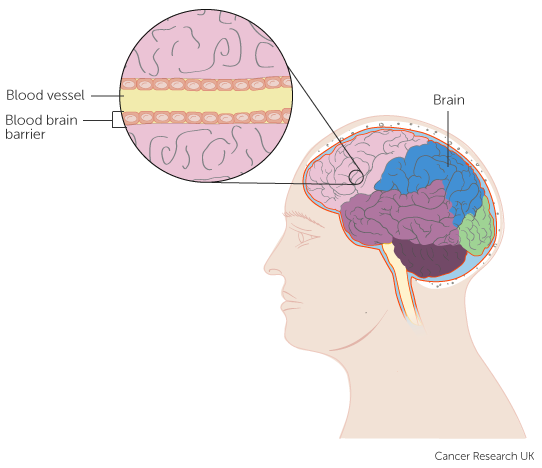 Blood vessel
Blood brain
barrier
Brain
Cancer Research UK